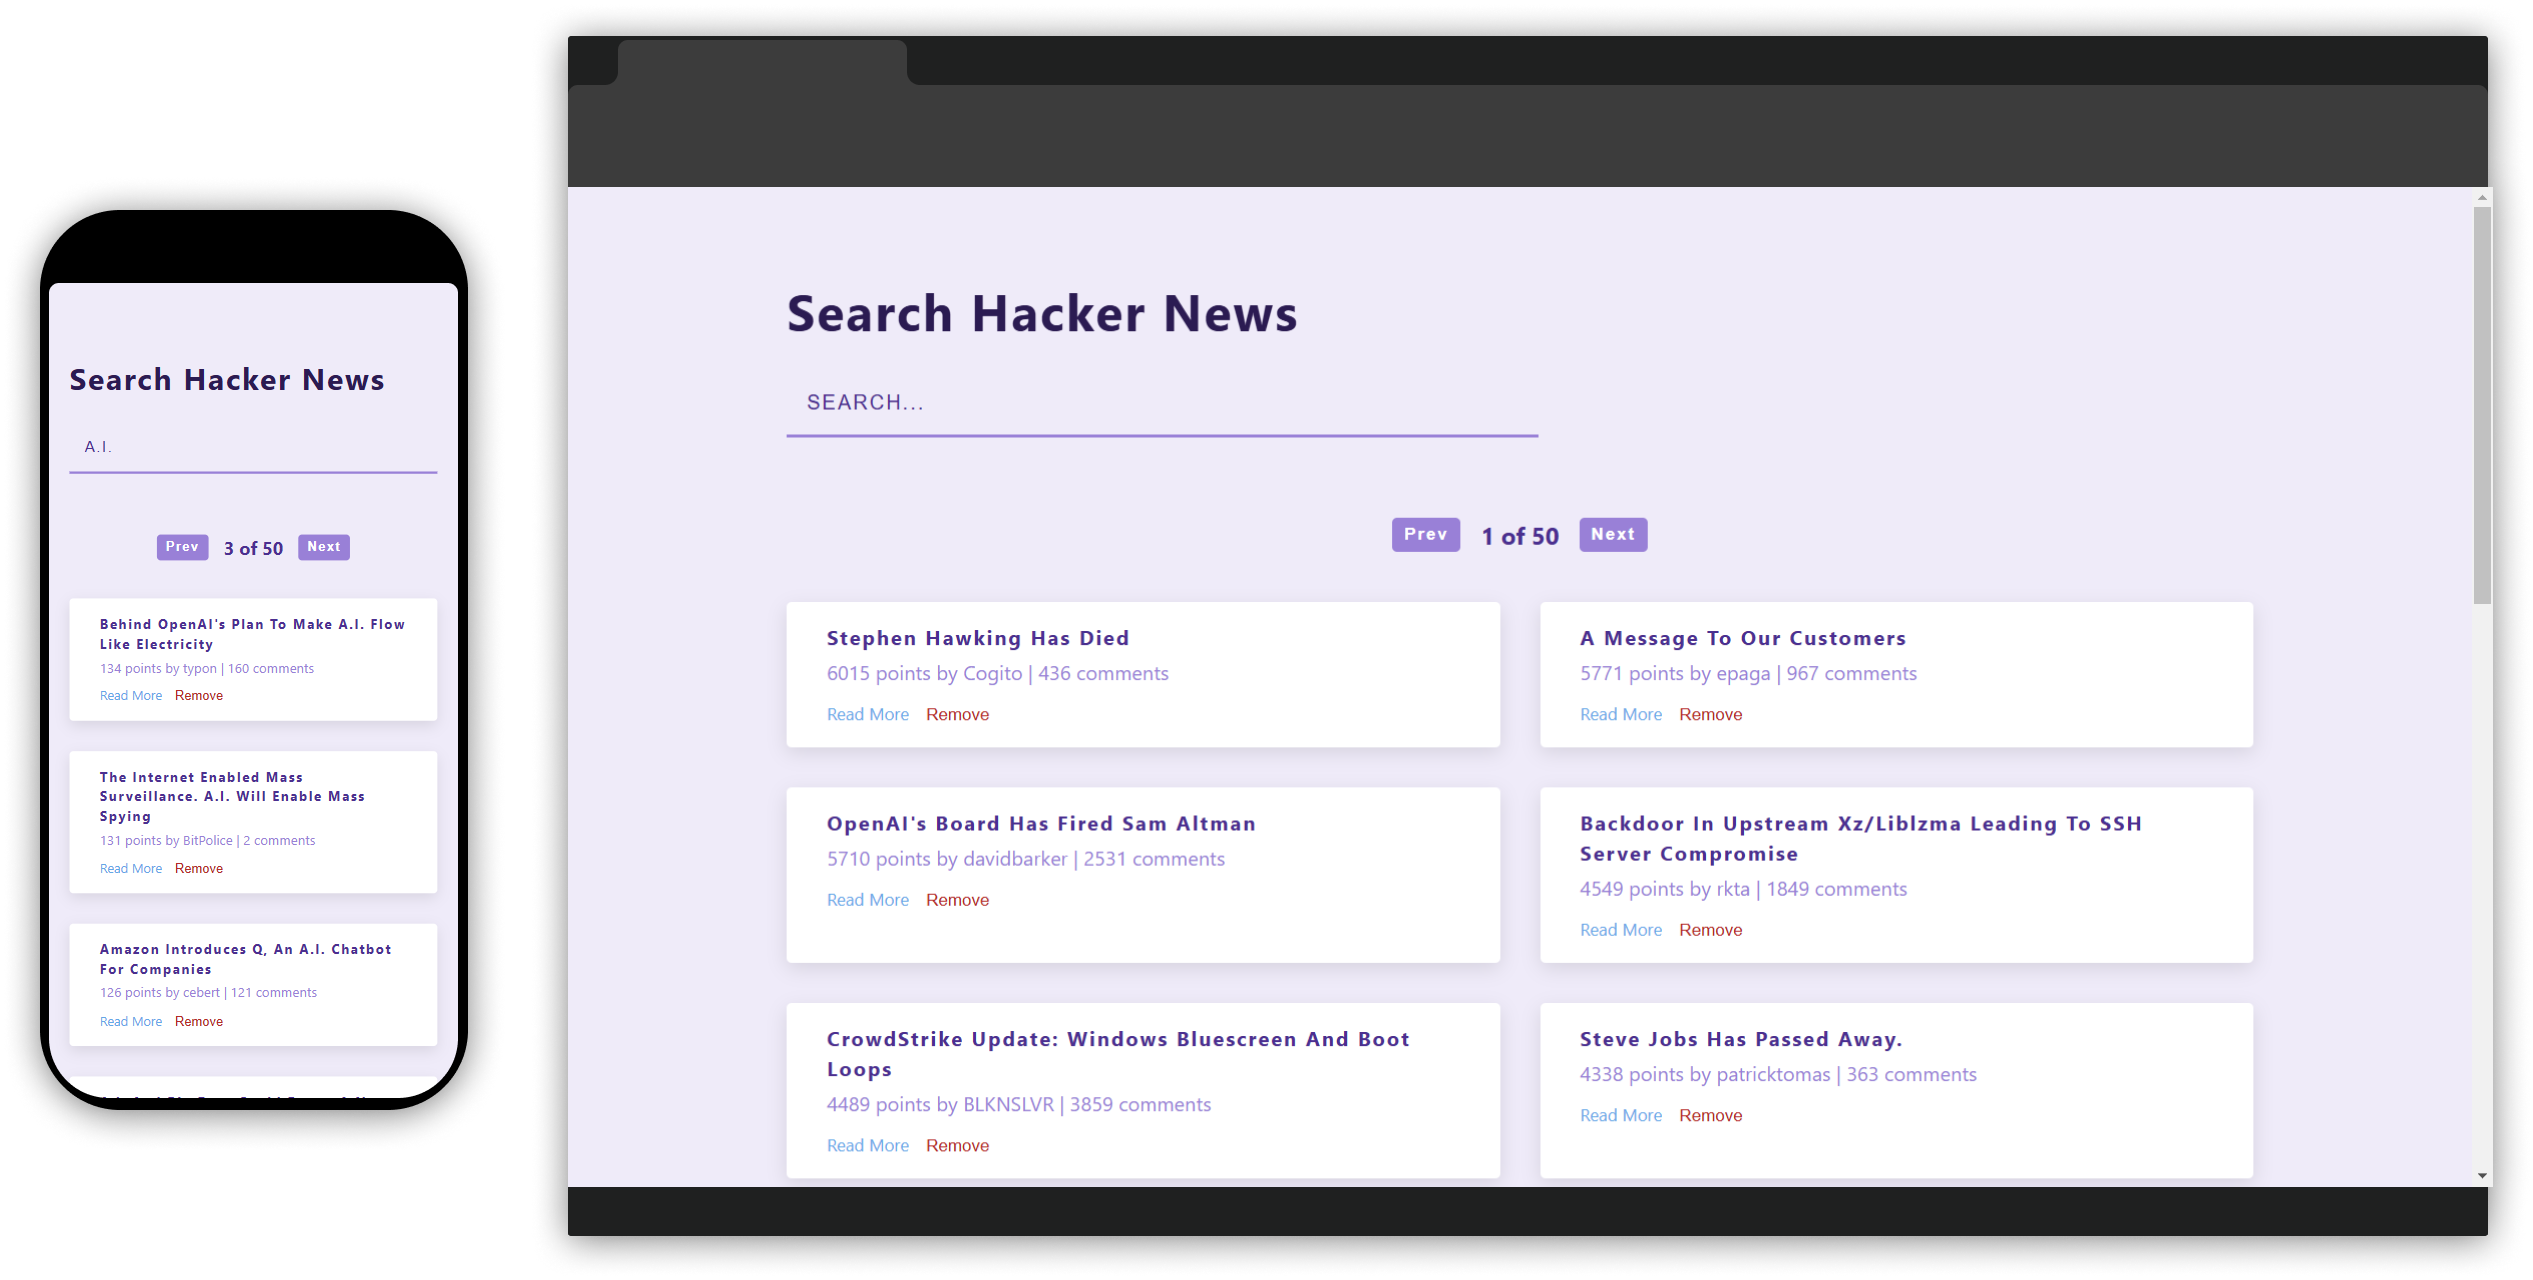 Search Hacker News
A.I.
Prev 3 of 50 Next
Behind OpenAI's Plan To Make A.I. Flow
Like Electricity
134 points by typon | 160 comments
Read More Remove
The Internet Enabled Mass
Surveillance. A.I. Will Enable Mass
Spying
131 points by BitPolice | 2 comments
Read More Remove
Amazon Introduces Q, An A.I. Chatbot
For Companies
126 points by cebert | 121 comments
Read More Remove
Search Hacker News
SEARCH...
Prev 1 of 50 Next
Stephen Hawking Has Died
6015 points by Cogito | 436 comments
Read More Remove
A Message To Our Customers
5771 points by epaga | 967 comments
Read More Remove
OpenAI's Board Has Fired Sam Altman
5710 points by davidbarker | 2531 comments
Read More Remove
Backdoor In Upstream Xz/Liblzma Leading To SSH
Server Compromise
4549 points by rkta | 1849 comments
Read More Remove
CrowdStrike Update: Windows Bluescreen And Boot
Loops
4489 points by BLKNSLVR | 3859 comments
Read More Remove
Steve Jobs Has Passed Away.
4338 points by patricktomas | 363 comments
Read More Remove